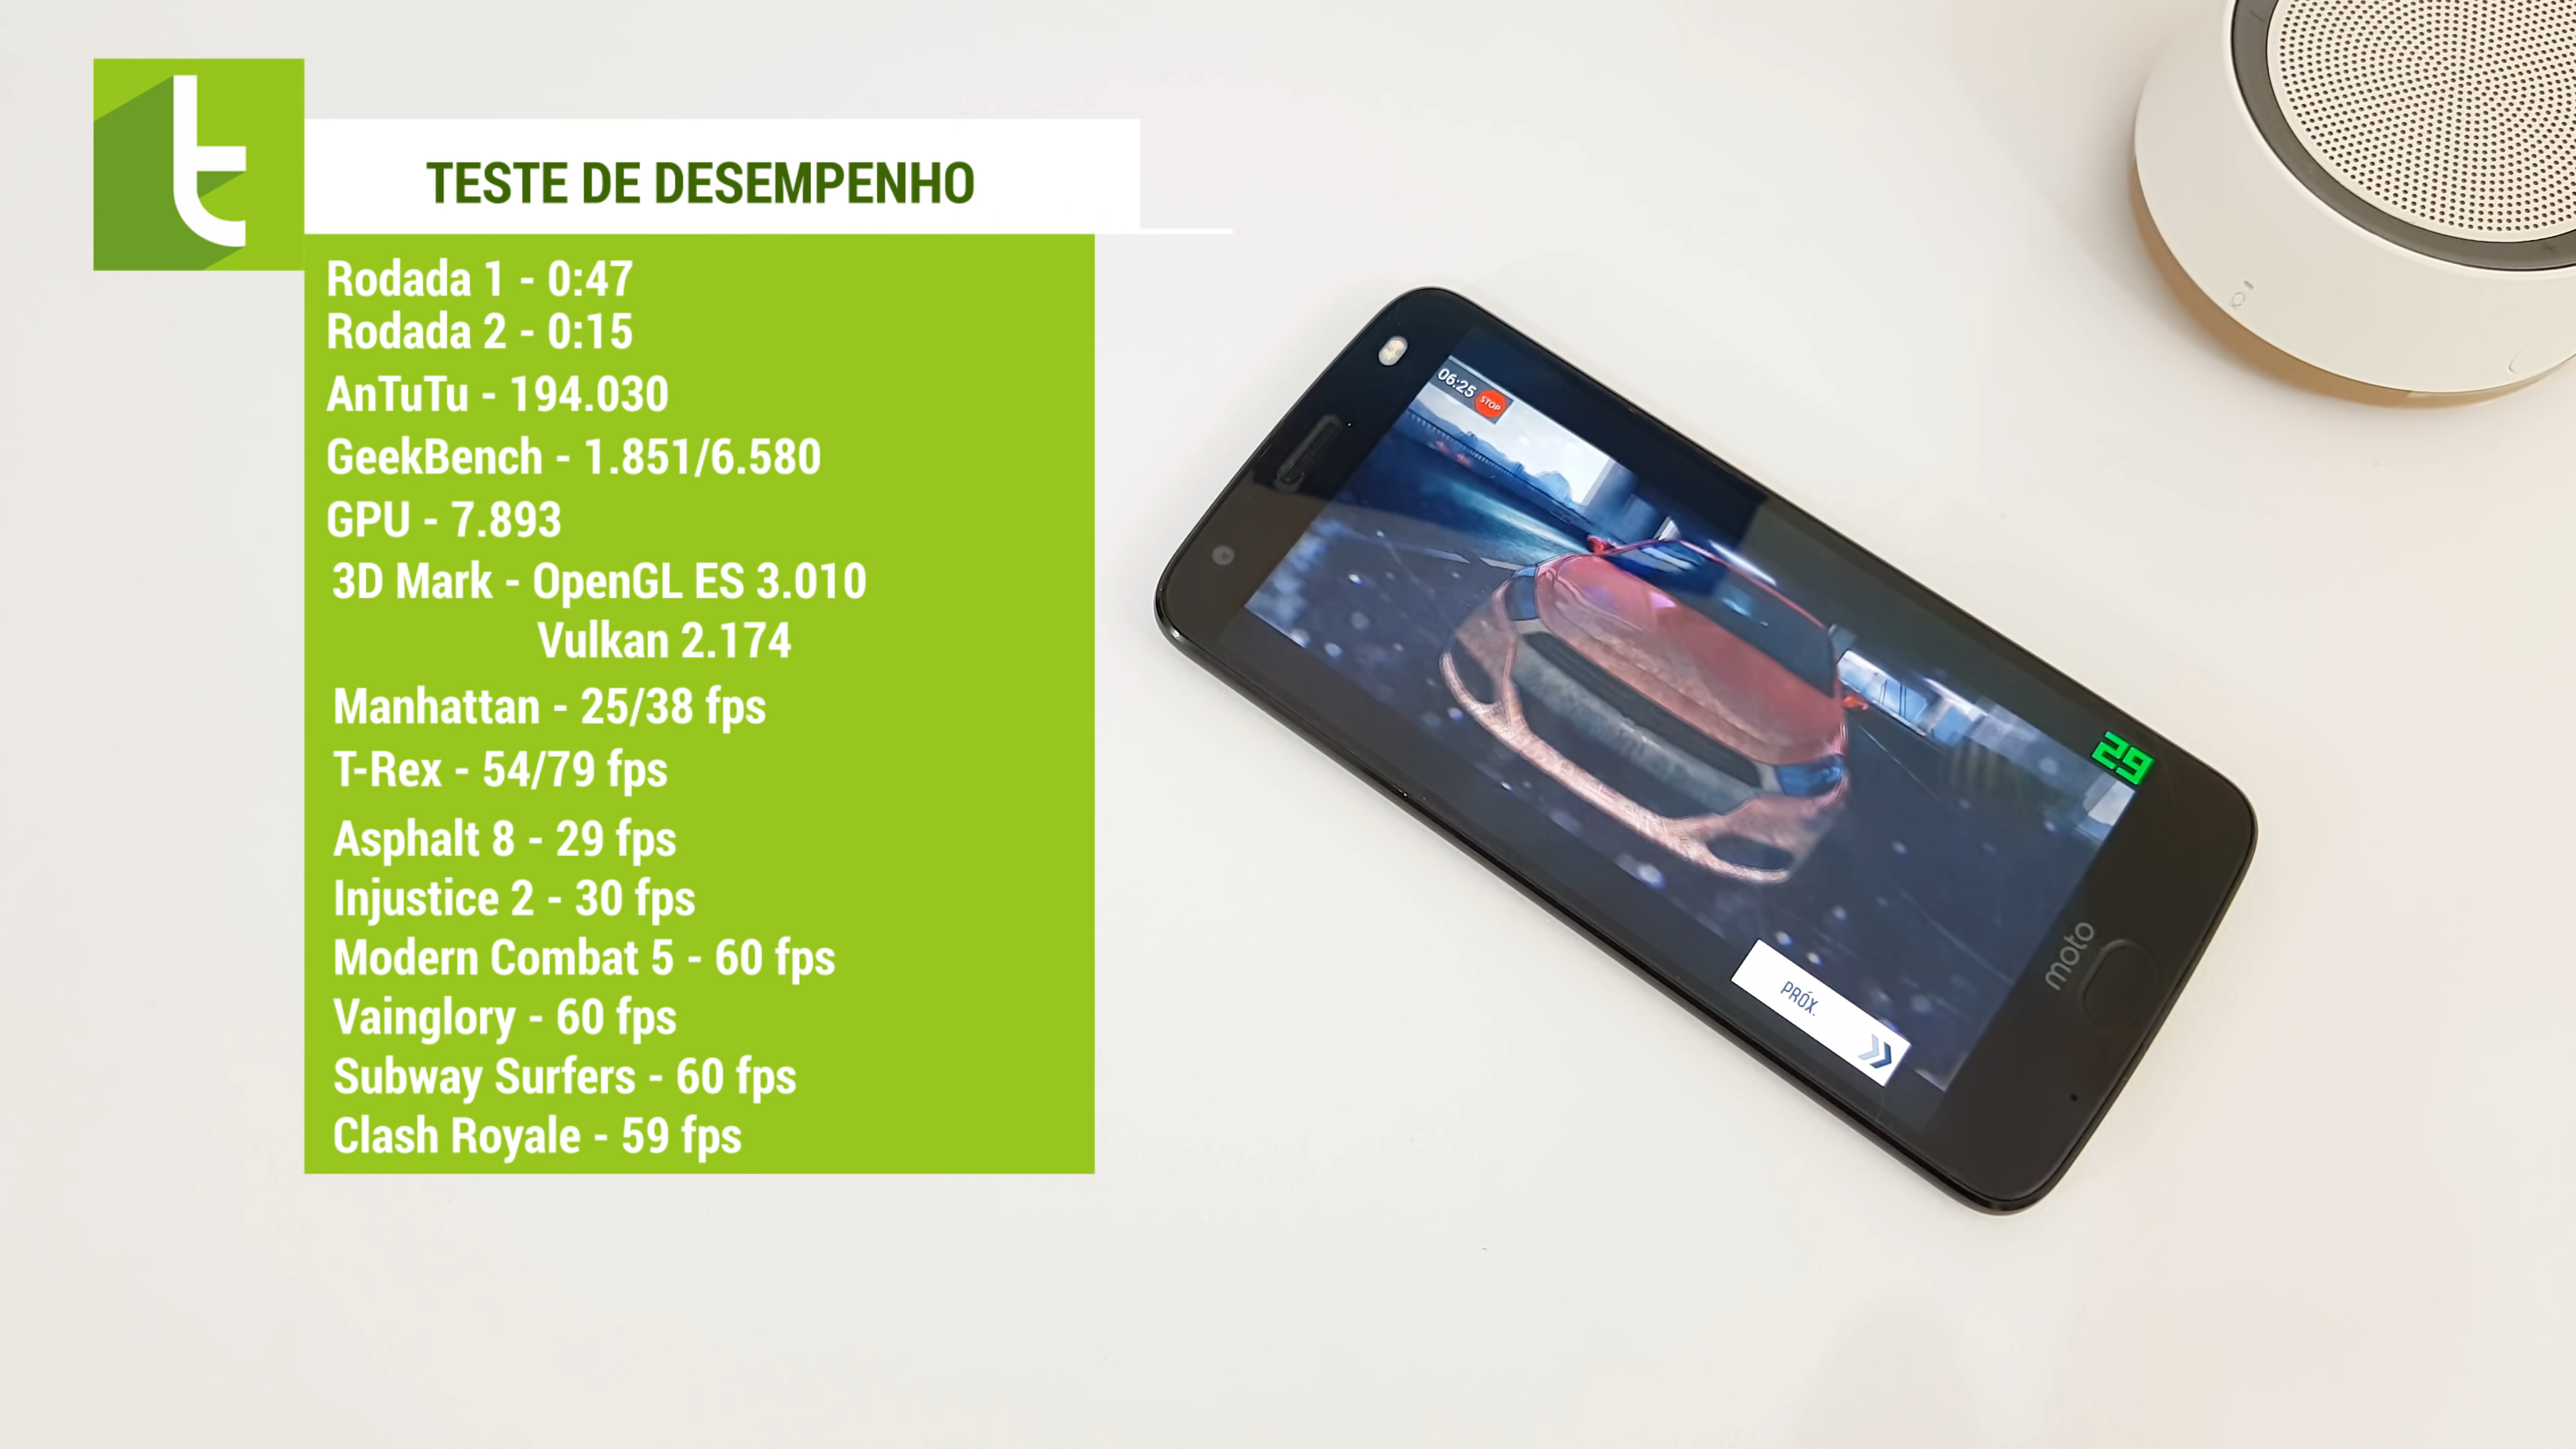 t
TESTE DE DESEMPENHO
Rodada 1 - 0:47
Rodada 2 - 0:15
AnTuTu - 194.030
GeekBench - 1.851/6.580
GPU - 7.893
3D Mark - OpenGL ES 3.010
Vulkan 2.174
Manhattan - 25/38 fps
T-Rex - 54/79 fps
Asphalt 8 - 29 fps
Injustice 2 - 30 fps
Modern Combat 5 - 60 fps
Vainglory - 60 fps
Subway Surfers - 60 fps
Clash Royale - 59 fps
06:25 STOP
29
PRÓX.
moto